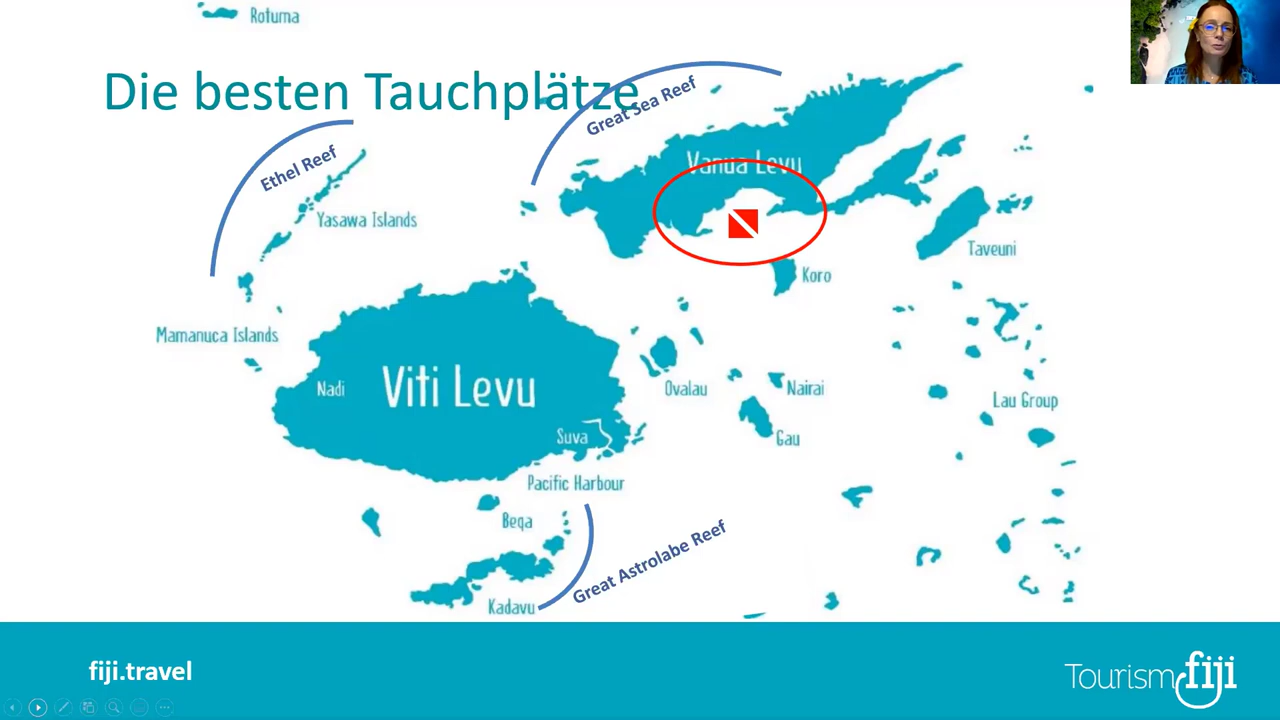 Rotuma
Die besten Tauchplätze
Great Sea Reef
Ethel Reef
Vanua Levu
Yasawa Islands
Taveuni
Koro
Mamanuca Islands
Nadi
Viti Levu
Ovalau
Nairai
Lau Group
Suva
Gau
Pacific Harbour
Beqa
Great Astrolabe Reef
Kadavu
fiji.travel
Tourism fiji